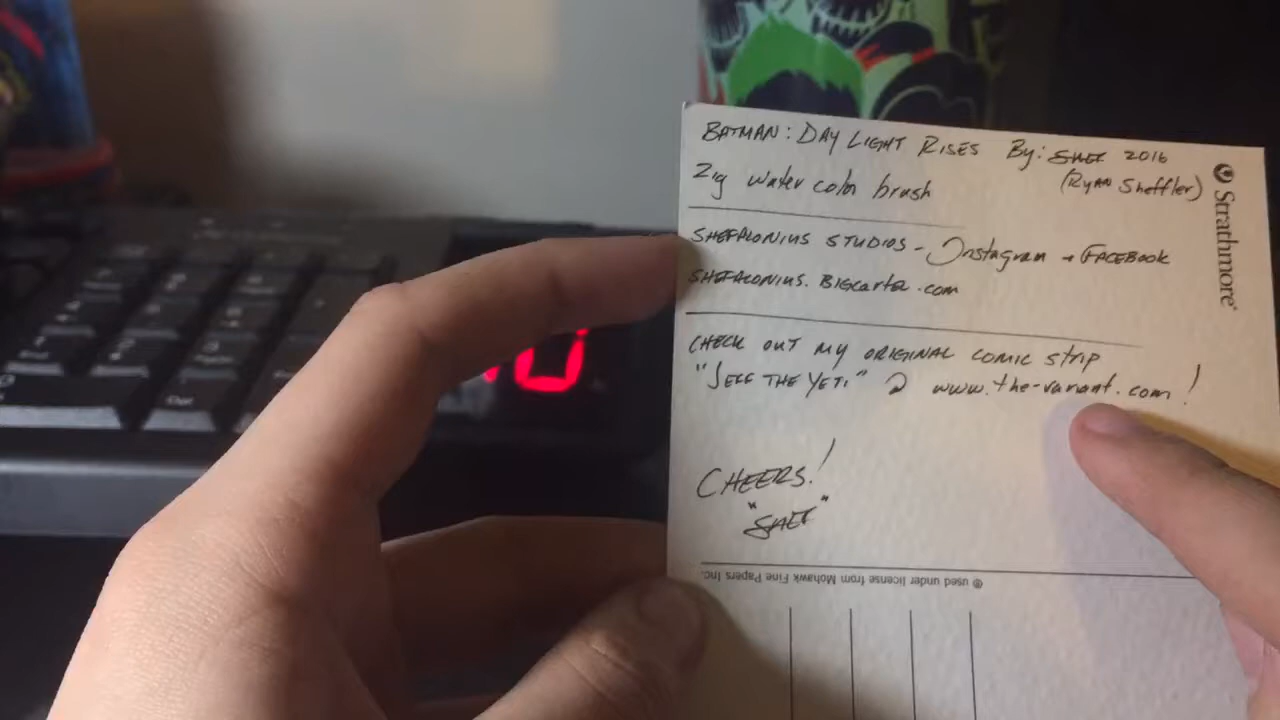 BATMAN: DAY LIGHT RISES By: SHEF 2016
Zig water color brush (RYAN Sheffler)
SHEFALONIUS STUDIOS - Instagram + FACEBOOK
SHEFALONIUS. BIGcartel .com
CHECK OUT MY ORIGINAL COMIC STRIP
"JEFF THE YETI" @ www.the-variant.com !
CHEERS!
"SHEF"
® used under license from Mohawk Fine Papers Inc.
Strathmore®